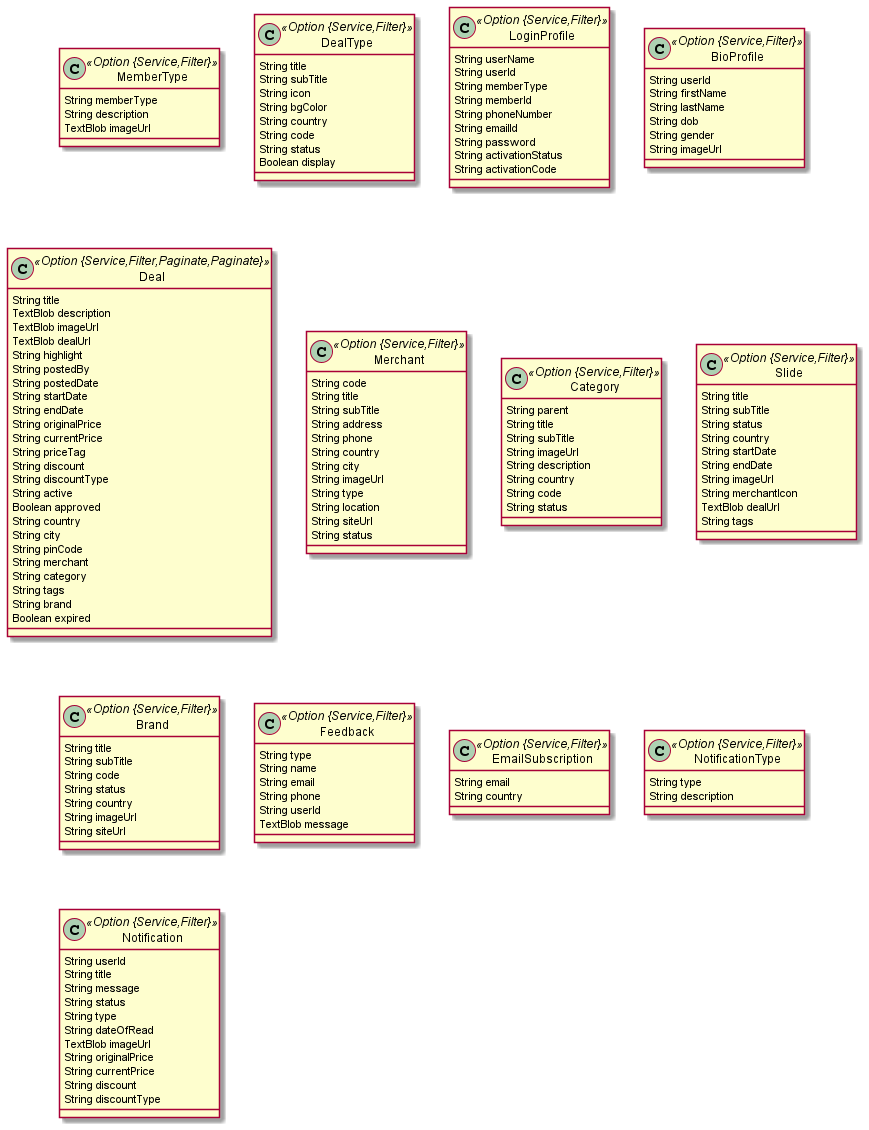 C «Option {Service,Filter}»
MemberType
String memberType
String description
TextBlob imageUrl
C «Option {Service,Filter}»
DealType
String title
String subTitle
String icon
String bgColor
String country
String code
String status
Boolean display
C «Option {Service,Filter}»
LoginProfile
String userName
String userId
String memberType
String memberId
String phoneNumber
String emailId
String password
String activationStatus
String activationCode
C «Option {Service,Filter}»
BioProfile
String userId
String firstName
String lastName
String dob
String gender
String imageUrl
C «Option {Service,Filter,Paginate,Paginate}»
Deal
String title
TextBlob description
TextBlob imageUrl
TextBlob dealUrl
String highlight
String postedBy
String postedDate
String startDate
String endDate
String originalPrice
String currentPrice
String priceTag
String discount
String discountType
String active
Boolean approved
String country
String city
String pinCode
String merchant
String category
String tags
String brand
Boolean expired
C «Option {Service,Filter}»
Merchant
String code
String title
String subTitle
String address
String phone
String country
String city
String imageUrl
String type
String location
String siteUrl
String status
C «Option {Service,Filter}»
Category
String parent
String title
String subTitle
String imageUrl
String description
String country
String code
String status
C «Option {Service,Filter}»
Slide
String title
String subTitle
String status
String country
String startDate
String endDate
String imageUrl
String merchantIcon
TextBlob dealUrl
String tags
C «Option {Service,Filter}»
Brand
String title
String subTitle
String code
String status
String country
String imageUrl
String siteUrl
C «Option {Service,Filter}»
Feedback
String type
String name
String email
String phone
String userId
TextBlob message
C «Option {Service,Filter}»
EmailSubscription
String email
String country
C «Option {Service,Filter}»
NotificationType
String type
String description
C «Option {Service,Filter}»
Notification
String userId
String title
String message
String status
String type
String dateOfRead
TextBlob imageUrl
String originalPrice
String currentPrice
String discount
String discountType